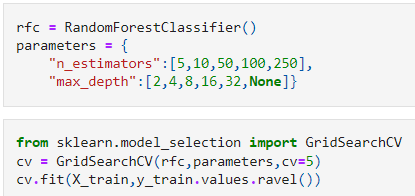 rfc = RandomForestClassifier()
parameters = {
    "n_estimators":[5,10,50,100,250],
    "max_depth":[2,4,8,16,32,None]}
from sklearn.model_selection import GridSearchCV
cv = GridSearchCV(rfc,parameters,cv=5)
cv.fit(X_train,y_train.values.ravel())